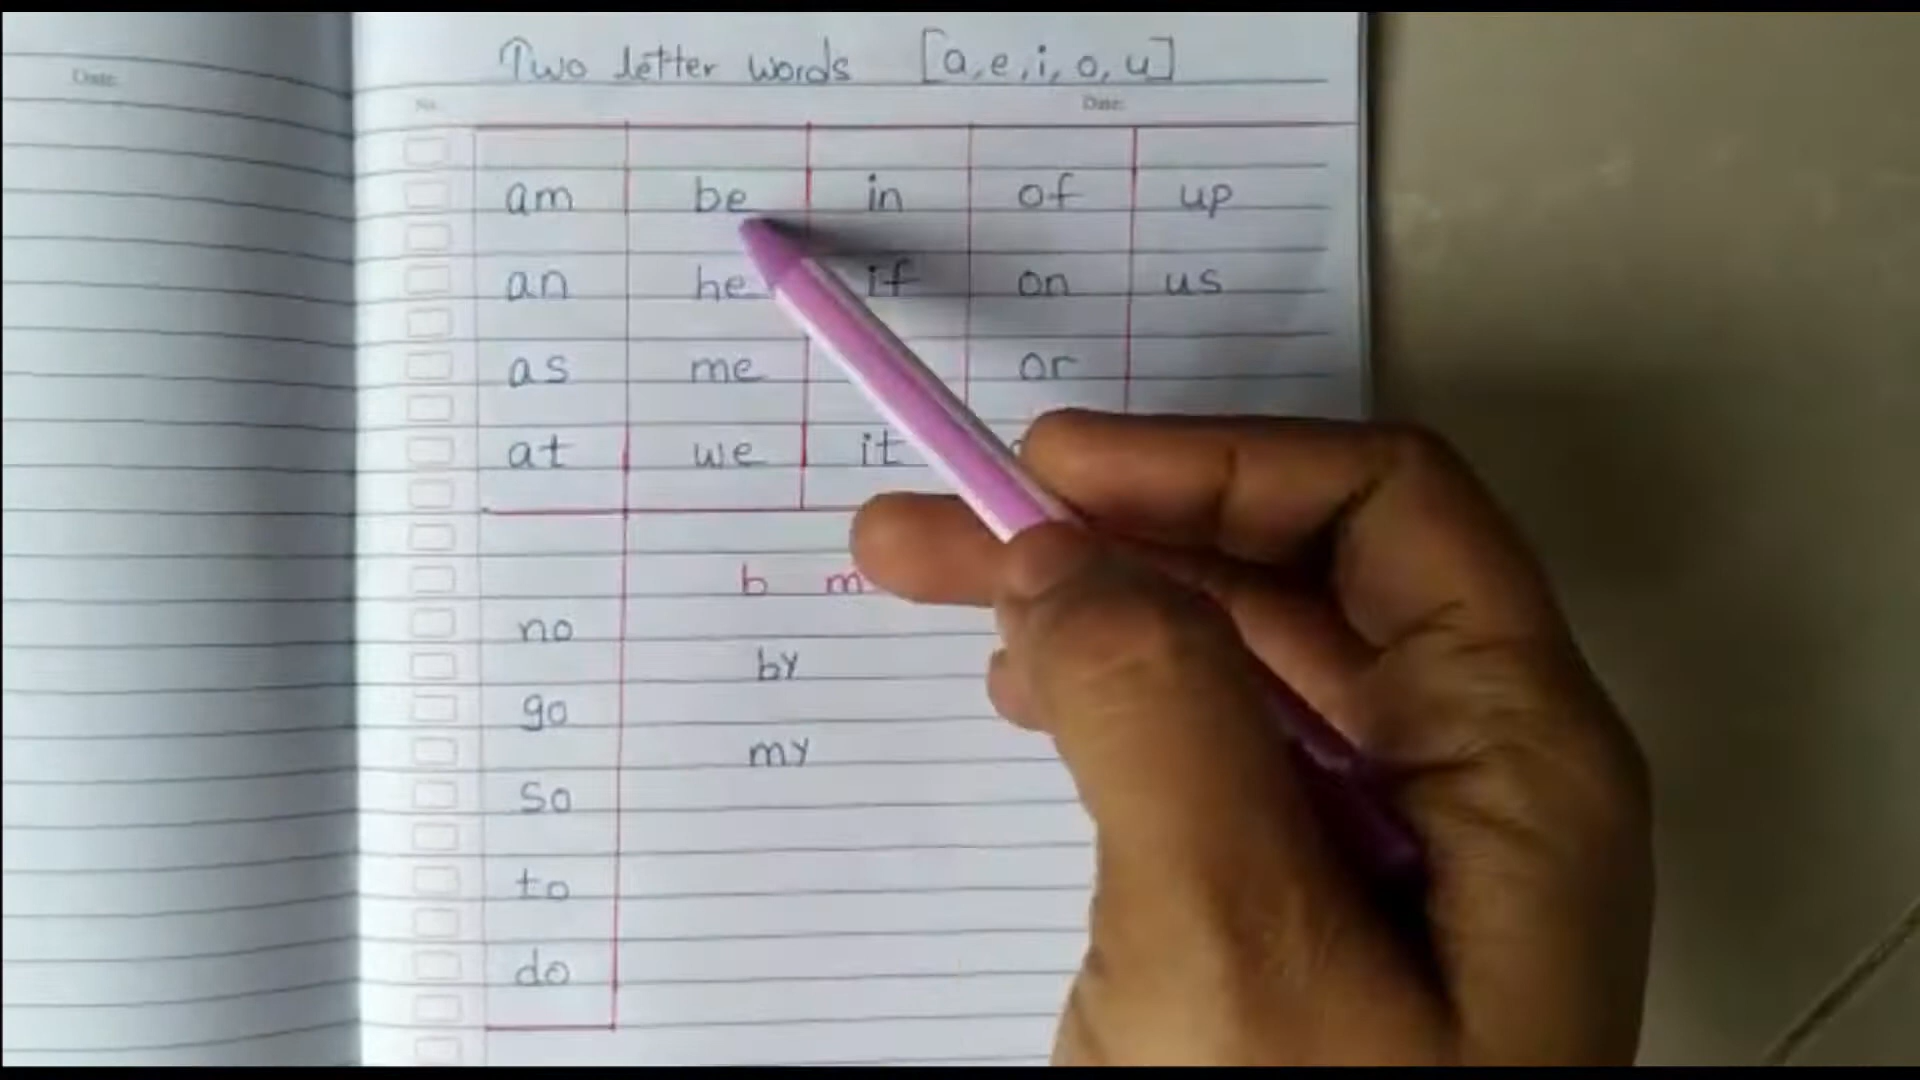 Two letter words [a,e,i,o,u]
Date:
No.
Date:
am be in of up
an he if on us
as me or
at we it
b m
no
by
go
my
so
to
do